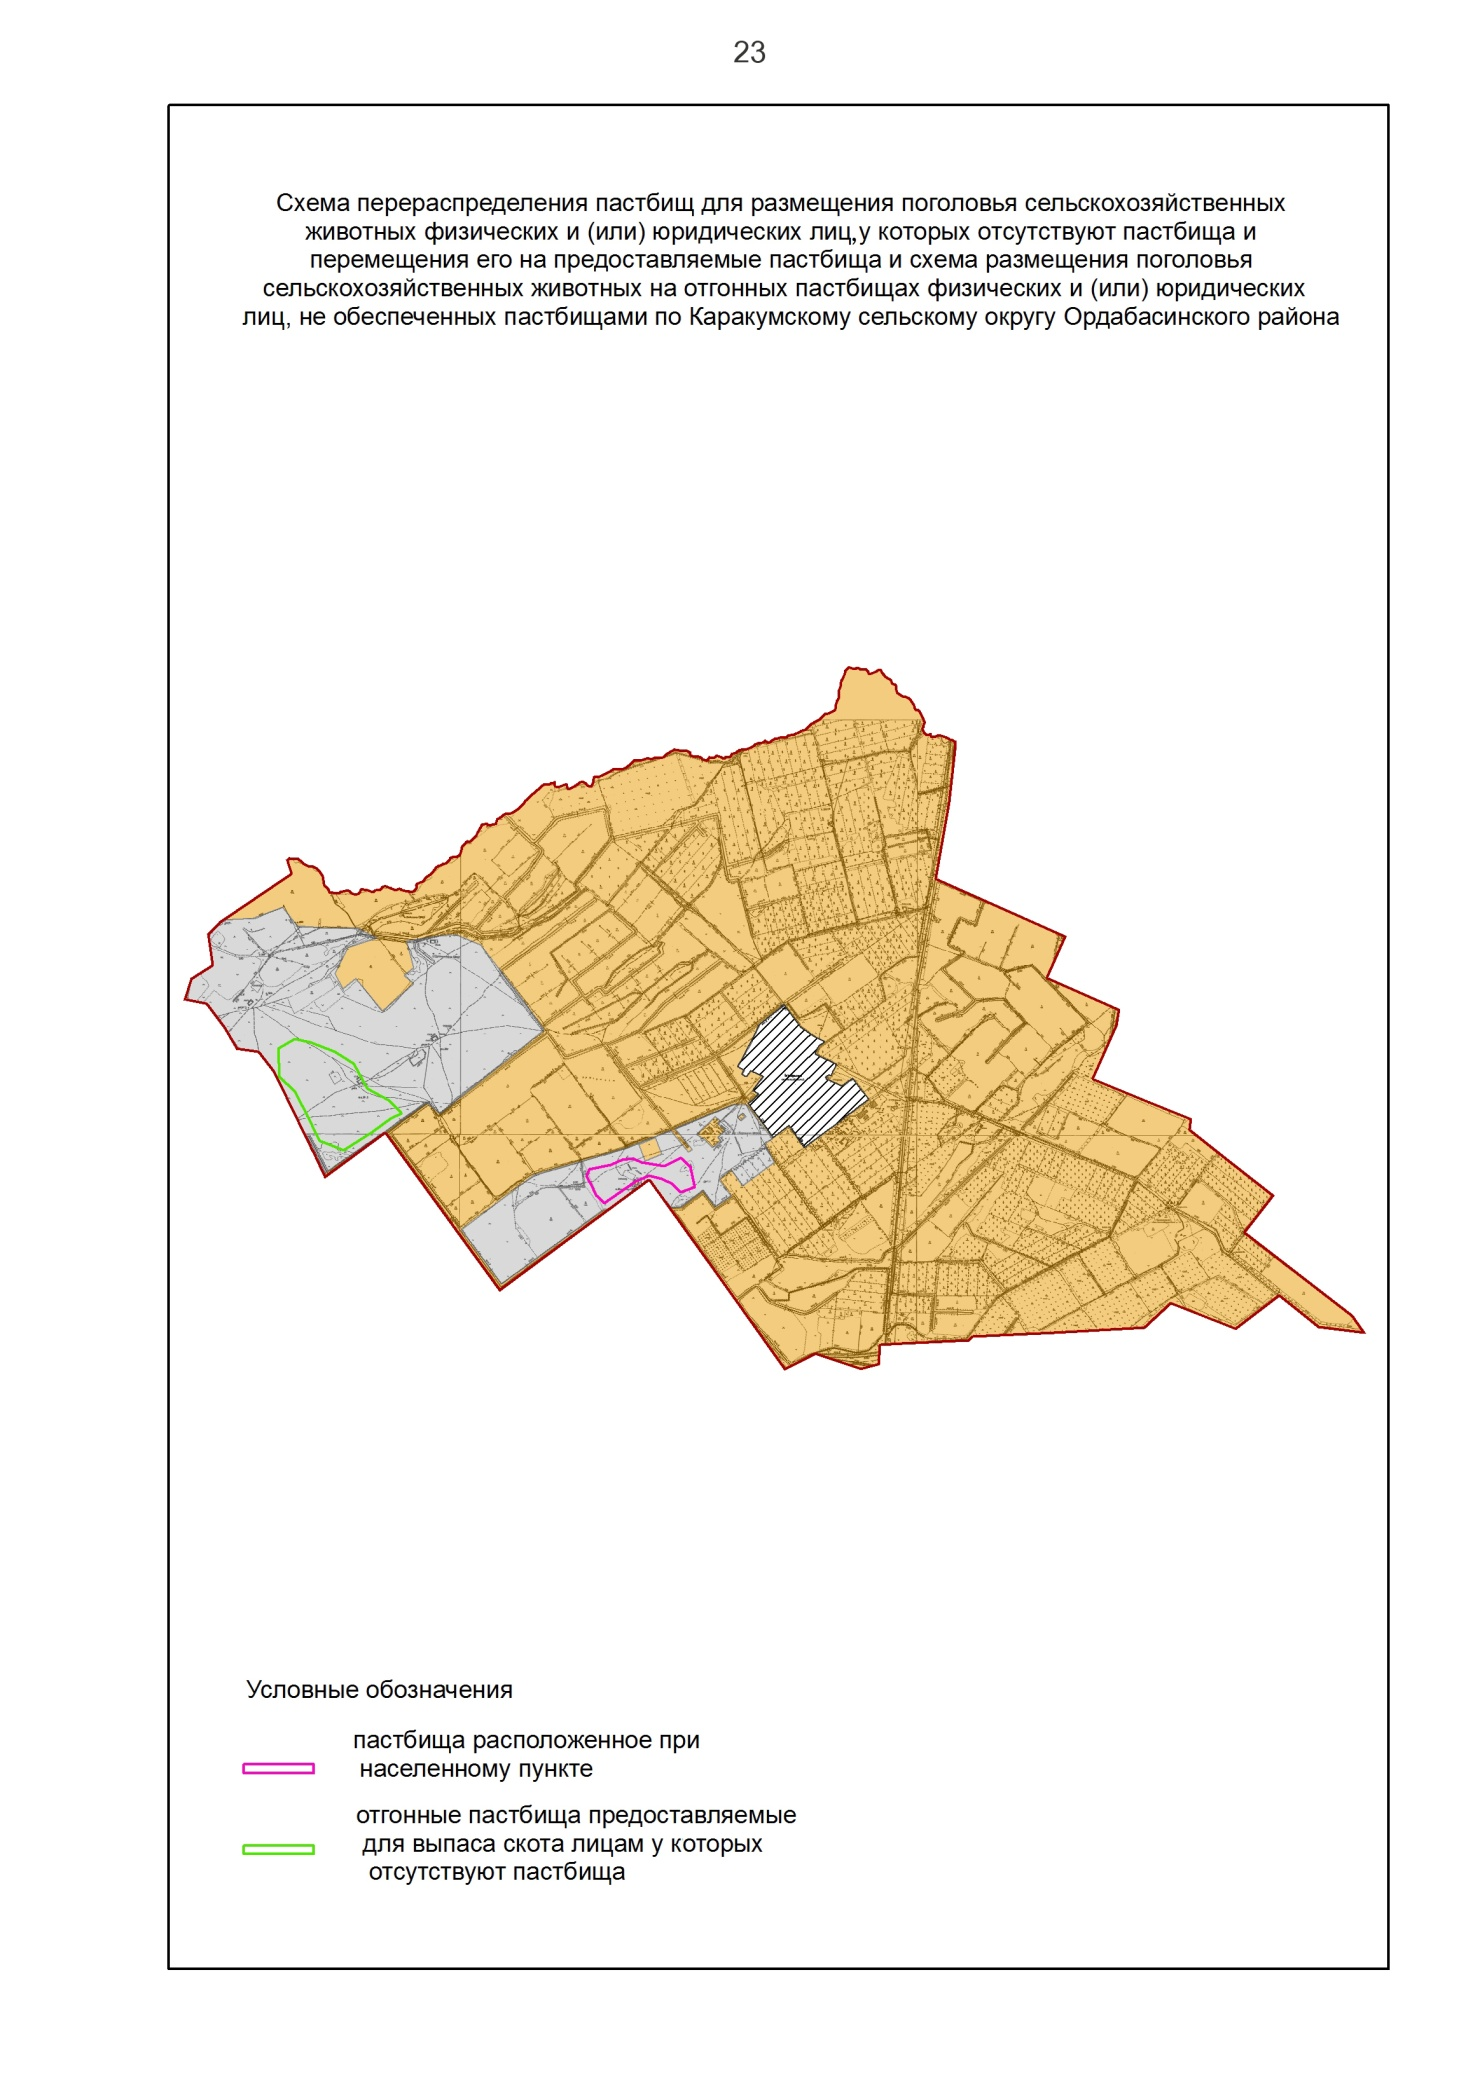 23
Схема перераспределения пастбищ для размещения поголовья сельскохозяйственных
животных физических и (или) юридических лиц,у которых отсутствуют пастбища и
перемещения его на предоставляемые пастбища и схема размещения поголовья
сельскохозяйственных животных на отгонных пастбищах физических и (или) юридических
лиц, не обеспеченных пастбищами по Каракумскому сельскому округу Ордабасинского района
Условные обозначения
пастбища расположенное при
населенному пункте
отгонные пастбища предоставляемые
для выпаса скота лицам у которых
отсутствуют пастбища